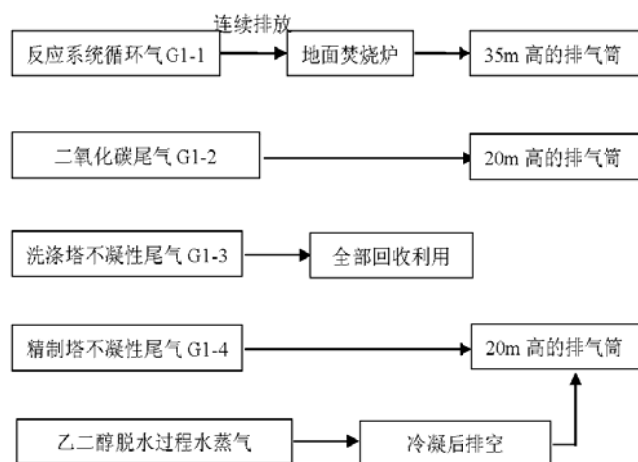 连续排放
反应系统循环气 G1-1
地面焚烧炉
35m 高的排气筒
二氧化碳尾气 G1-2
20m 高的排气筒
洗涤塔不凝性尾气 G1-3
全部回收利用
精制塔不凝性尾气 G1-4
20m 高的排气筒
乙二醇脱水过程水蒸气
冷凝后排空